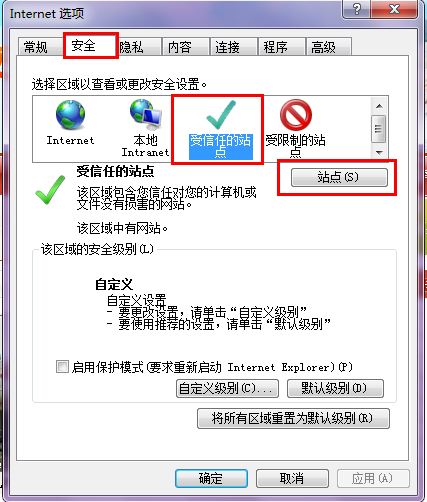 Internet 选项
?
常规 安全 隐私 内容 连接 程序 高级
选择区域以查看或更改安全设置。
Internet
本地
Intranet
受信任的站
点
受限制的站
点
受信任的站点
站点(S)
该区域包含您信任对您的计算机或
文件没有损害的网站。
该区域中有网站。
该区域的安全级别(L)
自定义
自定义设置
- 要更改设置,请单击“自定义级别”
- 要使用推荐的设置,请单击“默认级别”
启用保护模式(要求重新启动 Internet Explorer)(P)
自定义级别(C)... 默认级别(D)
将所有区域重置为默认级别(R)
确定 取消 应用(A)